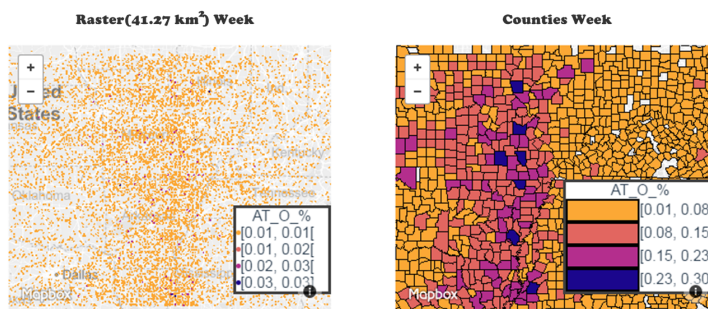 Raster(41.27 km²) Week
Counties Week
+
−
United
States
Oklahoma
Kentucky
Tennessee
Dallas
AT_O_%
[0.01, 0.01[
[0.01, 0.02[
[0.02, 0.03[
[0.03, 0.03]
Mapbox
i
+
−
AT_O_%
[0.01, 0.08
[0.08, 0.15
[0.15, 0.23
[0.23, 0.30
Mapbox
i